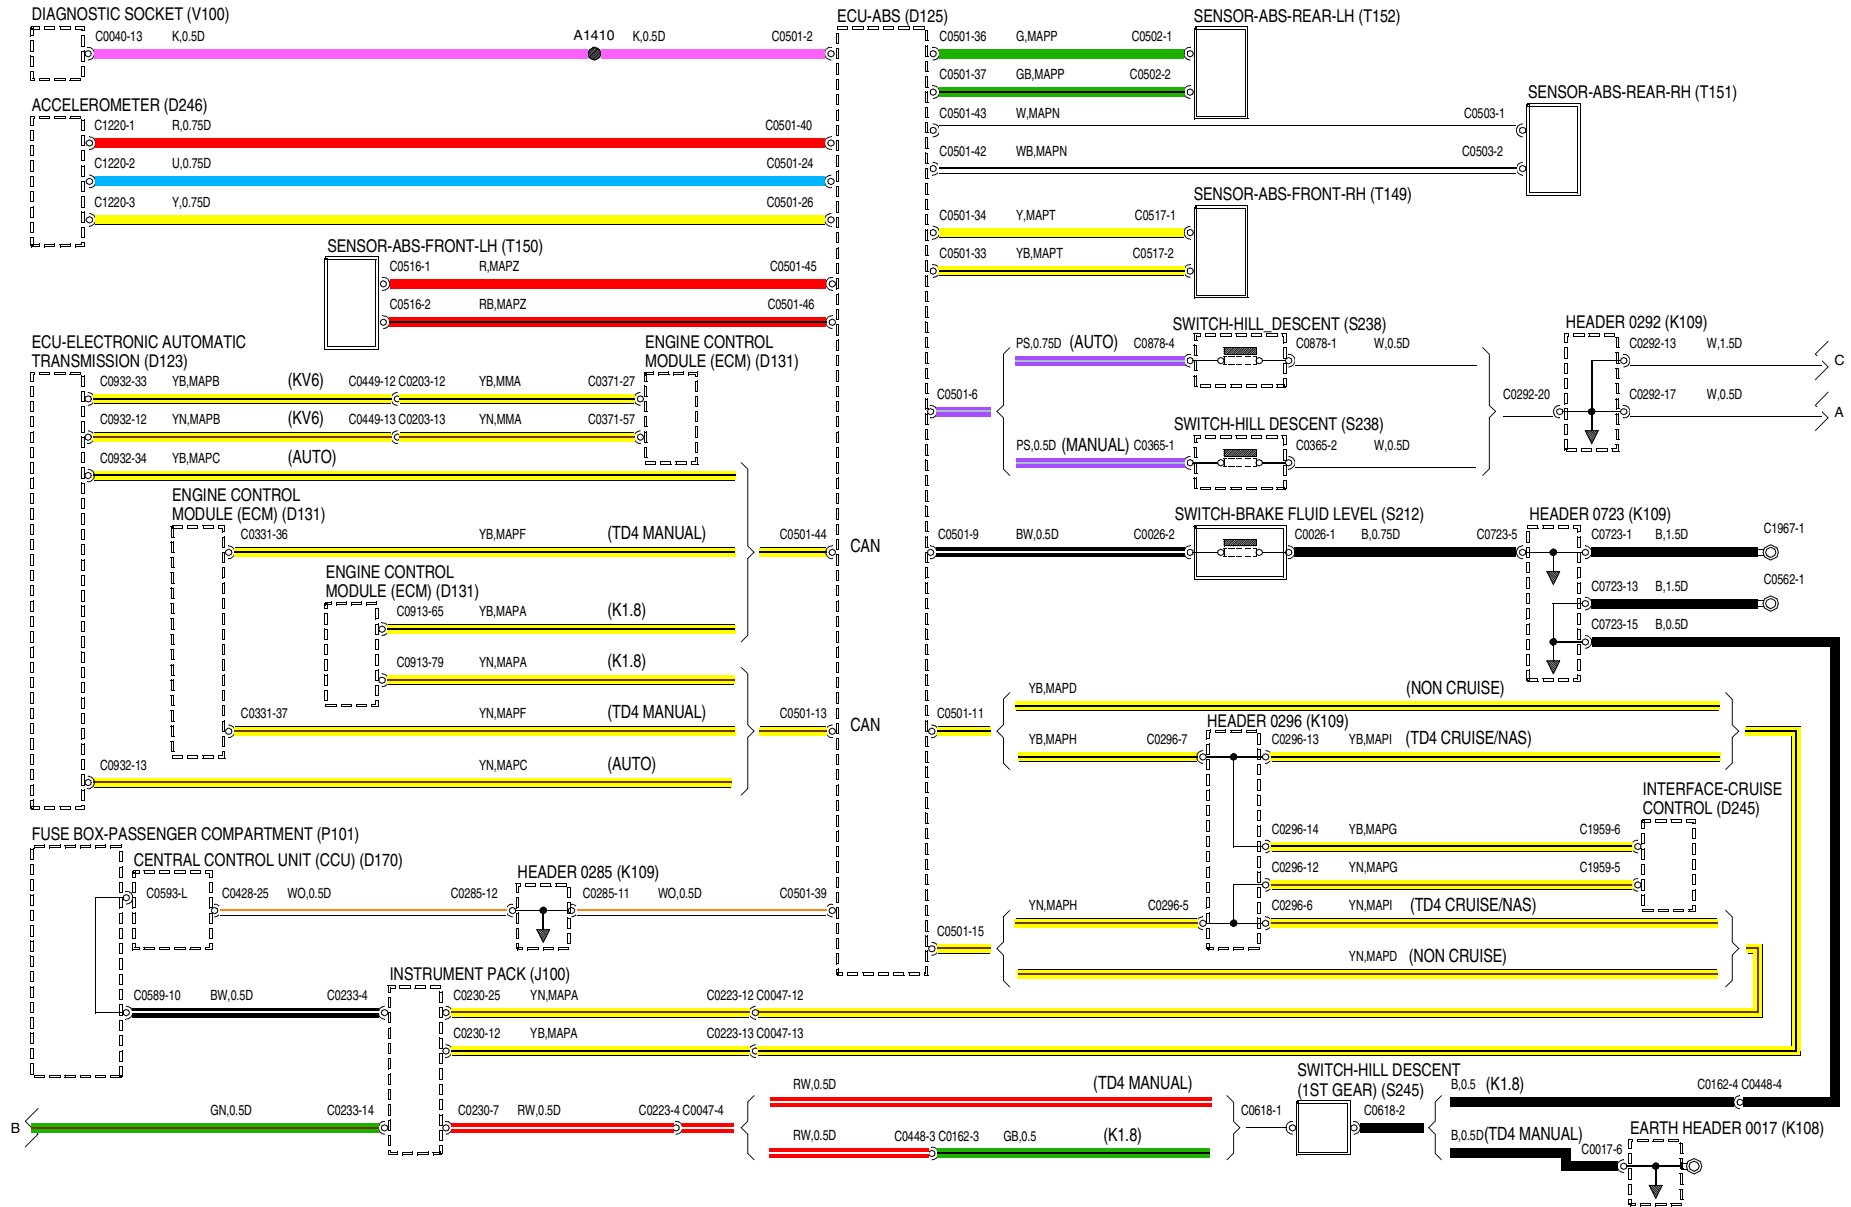 DIAGNOSTIC SOCKET (V100)
C0040-13 K,0.5D A1410 K,0.5D C0501-2
ACCELEROMETER (D246)
C1220-1 R,0.75D C0501-40
C1220-2 U,0.75D C0501-24
C1220-3 Y,0.75D C0501-26
SENSOR-ABS-FRONT-LH (T150)
C0516-1 R,MAPZ C0501-45
C0516-2 RB,MAPZ C0501-46
ECU-ELECTRONIC AUTOMATIC
TRANSMISSION (D123)
ENGINE CONTROL
MODULE (ECM) (D131)
C0932-33 YB,MAPB (KV6) C0449-12 C0203-12 YB,MMA C0371-27
C0932-12 YN,MAPB (KV6) C0449-13 C0203-13 YN,MMA C0371-57
C0932-34 YB,MAPC (AUTO)
ENGINE CONTROL
MODULE (ECM) (D131)
C0331-36 YB,MAPF (TD4 MANUAL) C0501-44 CAN
ENGINE CONTROL
MODULE (ECM) (D131)
C0913-65 YB,MAPA (K1.8)
C0913-79 YN,MAPA (K1.8)
C0331-37 YN,MAPF (TD4 MANUAL) C0501-13 CAN
C0932-13 YN,MAPC (AUTO)
FUSE BOX-PASSENGER COMPARTMENT (P101)
CENTRAL CONTROL UNIT (CCU) (D170)
HEADER 0285 (K109)
C0593-L C0428-25 WO,0.5D C0285-12 C0285-11 WO,0.5D C0501-39
INSTRUMENT PACK (J100)
C0589-10 BW,0.5D C0233-4 C0230-25 YN,MAPA C0223-12 C0047-12
C0230-12 YB,MAPA C0223-13 C0047-13
B GN,0.5D C0233-14 C0230-7 RW,0.5D C0223-4 C0047-4
RW,0.5D (TD4 MANUAL)
RW,0.5D C0448-3 C0162-3 GB,0.5 (K1.8)
ECU-ABS (D125)
SENSOR-ABS-REAR-LH (T152)
C0501-36 G,MAPP C0502-1
C0501-37 GB,MAPP C0502-2
SENSOR-ABS-REAR-RH (T151)
C0501-43 W,MAPN C0503-1
C0501-42 WB,MAPN C0503-2
SENSOR-ABS-FRONT-RH (T149)
C0501-34 Y,MAPT C0517-1
C0501-33 YB,MAPT C0517-2
SWITCH-HILL_DESCENT (S238)
HEADER 0292 (K109)
PS,0.75D (AUTO) C0878-4 C0878-1 W,0.5D C0292-13 W,1.5D C
C0501-6 C0292-20 C0292-17 W,0.5D A
SWITCH-HILL DESCENT (S238)
PS,0.5D (MANUAL) C0365-1 C0365-2 W,0.5D
SWITCH-BRAKE FLUID LEVEL (S212)
HEADER 0723 (K109)
C0501-9 BW,0.5D C0026-2 C0026-1 B,0.75D C0723-5 C0723-1 B,1.5D C1967-1
C0723-13 B,1.5D C0562-1
C0723-15 B,0.5D
YB,MAPD (NON CRUISE)
C0501-11
HEADER 0296 (K109)
YB,MAPH C0296-7 C0296-13 YB,MAPI (TD4 CRUISE/NAS)
INTERFACE-CRUISE
CONTROL (D245)
C0296-14 YB,MAPG C1959-6
C0296-12 YN,MAPG C1959-5
YN,MAPH C0296-5 C0296-6 YN,MAPI (TD4 CRUISE/NAS)
C0501-15
YN,MAPD (NON CRUISE)
SWITCH-HILL DESCENT
(1ST GEAR) (S245)
C0618-1 C0618-2
B,0.5 (K1.8) C0162-4 C0448-4
B,0.5D (TD4 MANUAL) C0017-6
EARTH HEADER 0017 (K108)